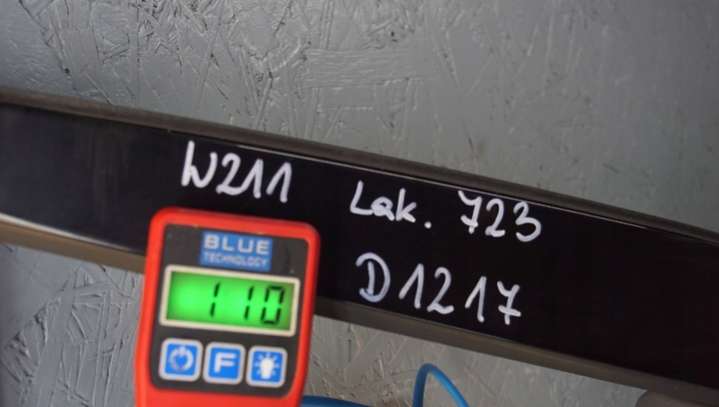 W211
Lak. 723
D1217
BLUE
TECHNOLOGY
110
F